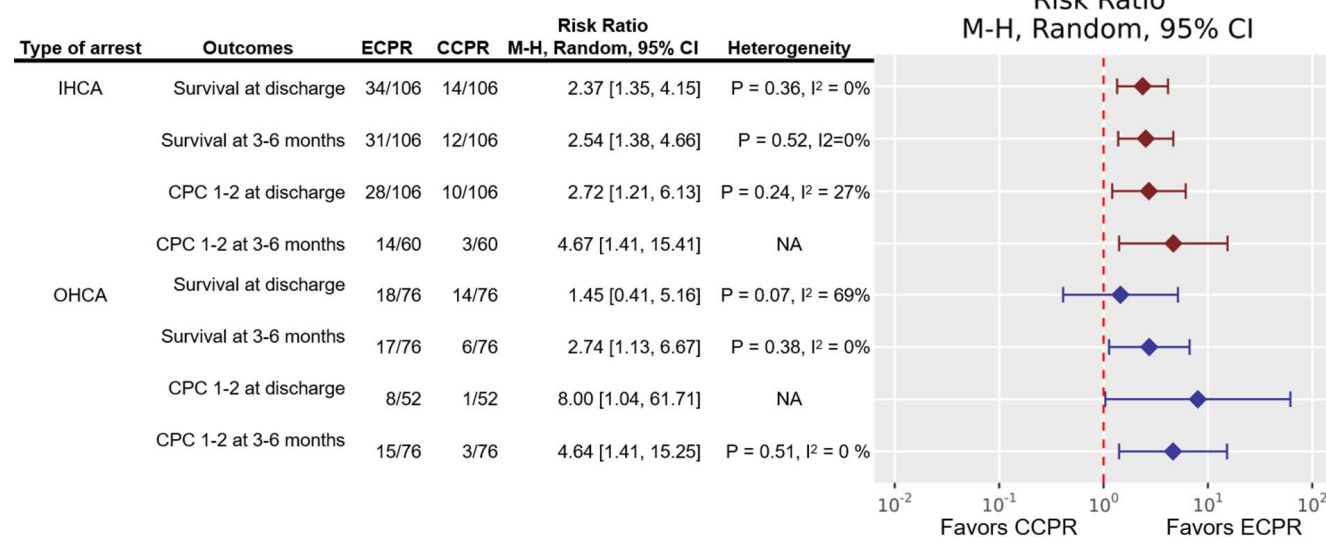 Risk Ratio
M-H, Random, 95% CI
Risk Ratio
Type of arrest Outcomes ECPR CCPR M-H, Random, 95% CI Heterogeneity
IHCA Survival at discharge 34/106 14/106 2.37 [1.35, 4.15] P = 0.36, I² = 0%
Survival at 3-6 months 31/106 12/106 2.54 [1.38, 4.66] P = 0.52, I2=0%
CPC 1-2 at discharge 28/106 10/106 2.72 [1.21, 6.13] P = 0.24, I² = 27%
CPC 1-2 at 3-6 months 14/60 3/60 4.67 [1.41, 15.41] NA
OHCA Survival at discharge 18/76 14/76 1.45 [0.41, 5.16] P = 0.07, I² = 69%
Survival at 3-6 months 17/76 6/76 2.74 [1.13, 6.67] P = 0.38, I² = 0%
CPC 1-2 at discharge 8/52 1/52 8.00 [1.04, 61.71] NA
CPC 1-2 at 3-6 months 15/76 3/76 4.64 [1.41, 15.25] P = 0.51, I² = 0 %
10⁻² 10⁻¹ 10⁰ 10¹ 10²
Favors CCPR Favors ECPR